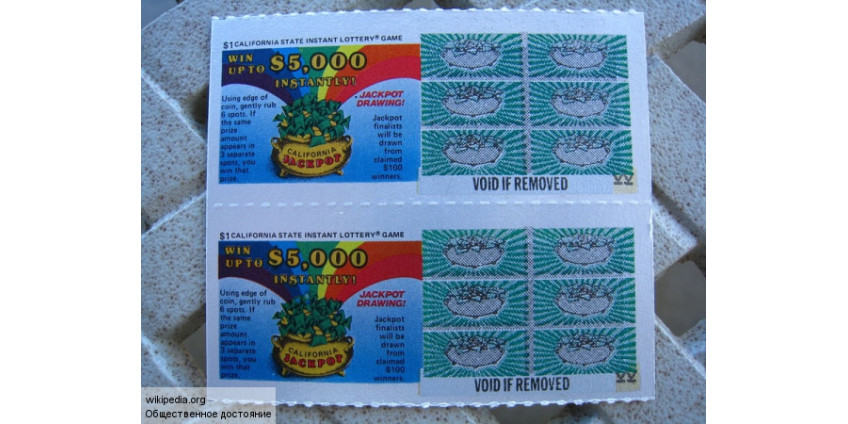 $1 CALIFORNIA STATE INSTANT LOTTERY® GAME
WIN
UP TO $5,000
INSTANTLY!
Using edge of
coin, gently rub
6 spots. If
the same
prize
amount
appears in
3 separate
spots, you
win that
prize.
JACKPOT
DRAWING!
Jackpot
finalists
will be
drawn
from
claimed
$100
winners.
CALIFORNIA
JACKPOT
VOID IF REMOVED
$1 CALIFORNIA STATE INSTANT LOTTERY® GAME
WIN
UP TO $5,000
INSTANTLY!
Using edge of
coin, gently rub
6 spots. If
the same
prize
amount
appears in
3 separate
spots, you
win that
prize.
JACKPOT
DRAWING!
Jackpot
finalists
will be
drawn
from
claimed
$100
winners.
CALIFORNIA
JACKPOT
VOID IF REMOVED
wikipedia.org
Общественное достояние